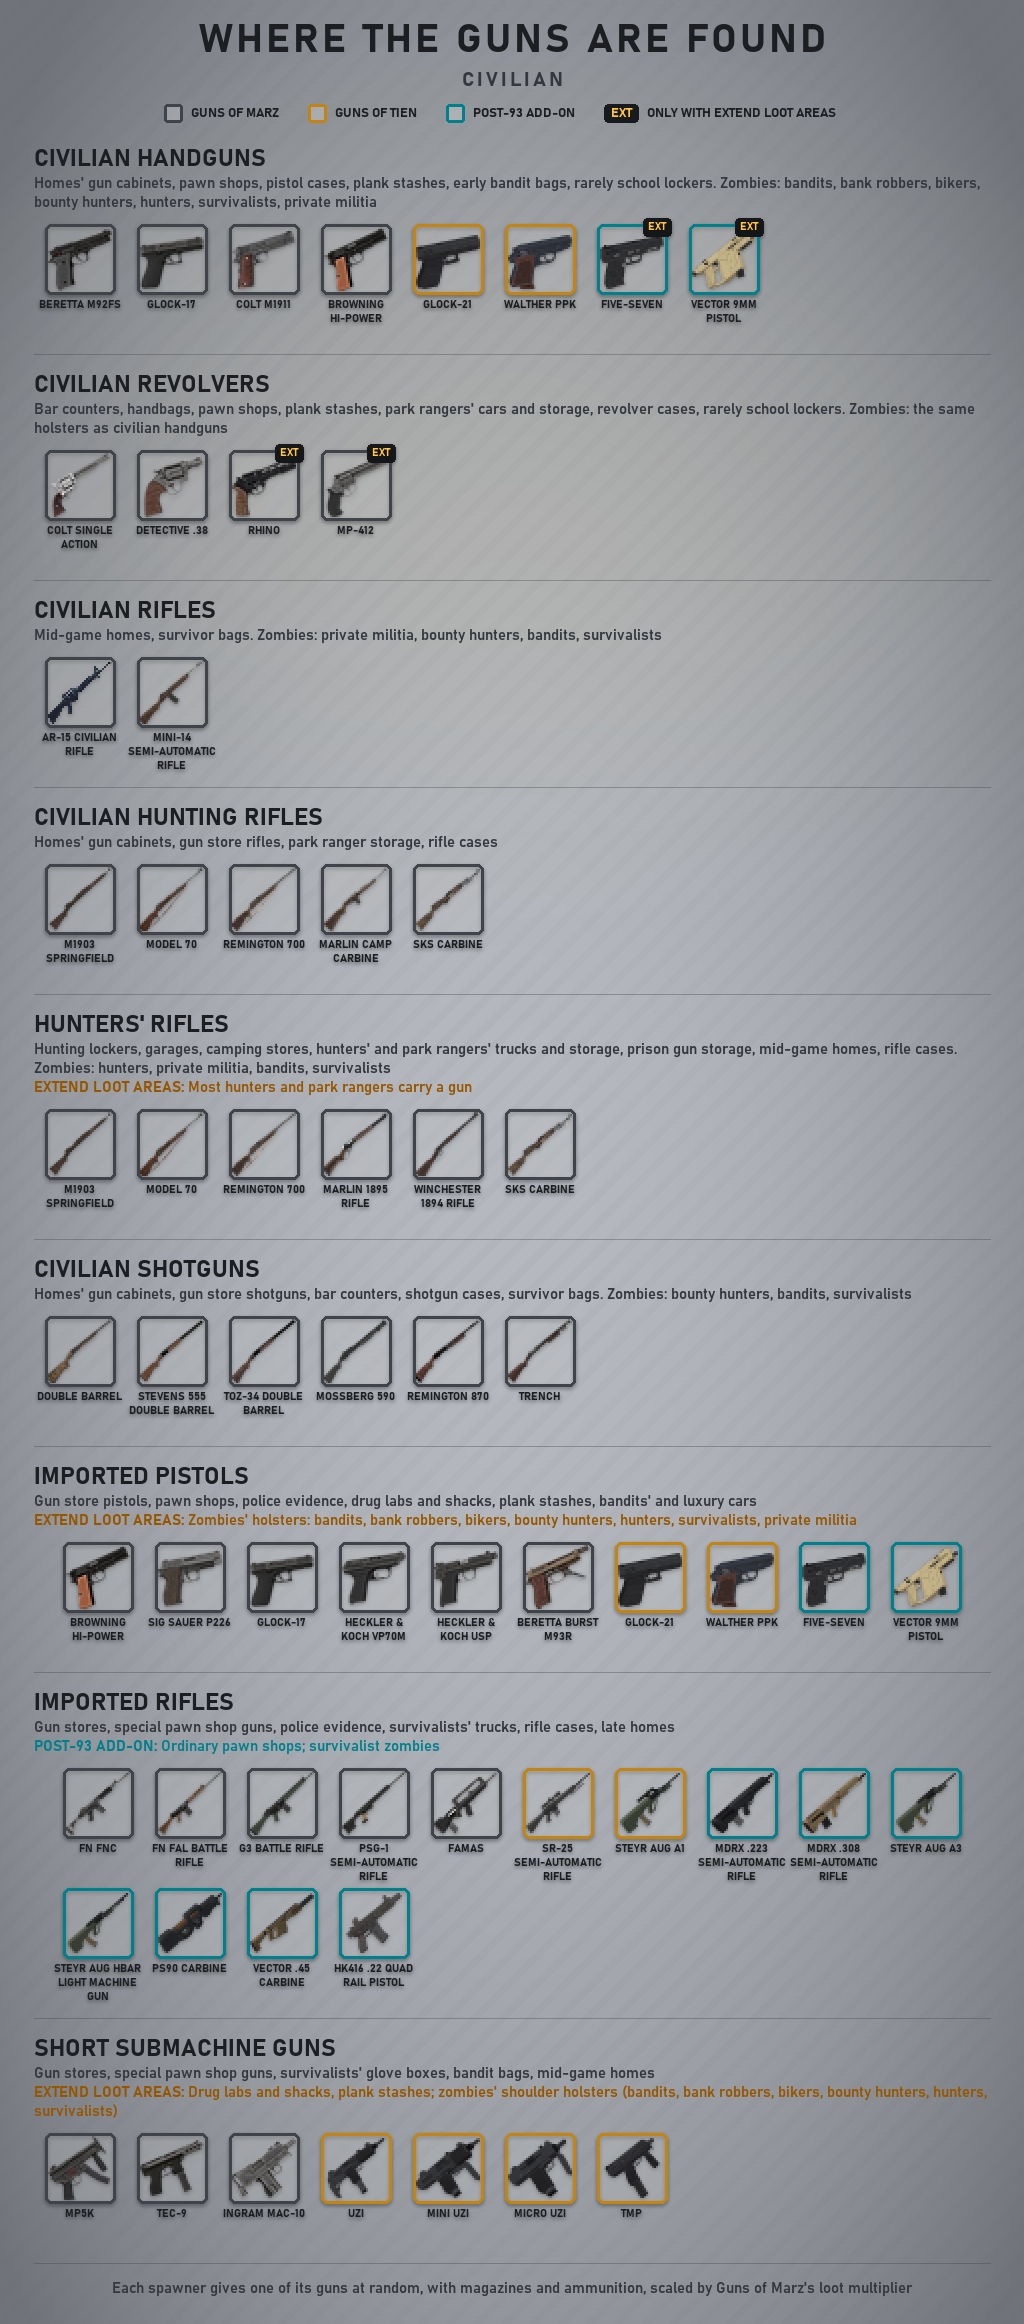 WHERE THE GUNS ARE FOUND
CIVILIAN
GUNS OF MARZ
GUNS OF TIEN
POST-93 ADD-ON
EXT ONLY WITH EXTEND LOOT AREAS
CIVILIAN HANDGUNS
Homes' gun cabinets, pawn shops, pistol cases, plank stashes, early bandit bags, rarely school lockers. Zombies: bandits, bank robbers, bikers,
bounty hunters, hunters, survivalists, private militia
EXT
EXT
BERETTA M92FS
GLOCK-17
COLT M1911
BROWNING
HI-POWER
GLOCK-21
WALTHER PPK
FIVE-SEVEN
VECTOR 9MM
PISTOL
CIVILIAN REVOLVERS
Bar counters, handbags, pawn shops, plank stashes, park rangers' cars and storage, revolver cases, rarely school lockers. Zombies: the same
holsters as civilian handguns
EXT
EXT
COLT SINGLE
ACTION
DETECTIVE .38
RHINO
MP-412
CIVILIAN RIFLES
Mid-game homes, survivor bags. Zombies: private militia, bounty hunters, bandits, survivalists
AR-15 CIVILIAN
RIFLE
MINI-14
SEMI-AUTOMATIC
RIFLE
CIVILIAN HUNTING RIFLES
Homes' gun cabinets, gun store rifles, park ranger storage, rifle cases
M1903
SPRINGFIELD
MODEL 70
REMINGTON 700
MARLIN CAMP
CARBINE
SKS CARBINE
HUNTERS' RIFLES
Hunting lockers, garages, camping stores, hunters' and park rangers' trucks and storage, prison gun storage, mid-game homes, rifle cases.
Zombies: hunters, private militia, bandits, survivalists
EXTEND LOOT AREAS: Most hunters and park rangers carry a gun
M1903
SPRINGFIELD
MODEL 70
REMINGTON 700
MARLIN 1895
RIFLE
WINCHESTER
1894 RIFLE
SKS CARBINE
CIVILIAN SHOTGUNS
Homes' gun cabinets, gun store shotguns, bar counters, shotgun cases, survivor bags. Zombies: bounty hunters, bandits, survivalists
DOUBLE BARREL
STEVENS 555
DOUBLE BARREL
TOZ-34 DOUBLE
BARREL
MOSSBERG 590
REMINGTON 870
TRENCH
IMPORTED PISTOLS
Gun store pistols, pawn shops, police evidence, drug labs and shacks, plank stashes, bandits' and luxury cars
EXTEND LOOT AREAS: Zombies' holsters: bandits, bank robbers, bikers, bounty hunters, hunters, survivalists, private militia
BROWNING
HI-POWER
SIG SAUER P226
GLOCK-17
HECKLER &
KOCH VP70M
HECKLER &
KOCH USP
BERETTA BURST
M93R
GLOCK-21
WALTHER PPK
FIVE-SEVEN
VECTOR 9MM
PISTOL
IMPORTED RIFLES
Gun stores, special pawn shop guns, police evidence, survivalists' trucks, rifle cases, late homes
POST-93 ADD-ON: Ordinary pawn shops; survivalist zombies
FN FNC
FN FAL BATTLE
RIFLE
G3 BATTLE RIFLE
PSG-1
SEMI-AUTOMATIC
RIFLE
FAMAS
SR-25
SEMI-AUTOMATIC
RIFLE
STEYR AUG A1
MDRX .223
SEMI-AUTOMATIC
RIFLE
MDRX .308
SEMI-AUTOMATIC
RIFLE
STEYR AUG A3
STEYR AUG HBAR
LIGHT MACHINE
GUN
PS90 CARBINE
VECTOR .45
CARBINE
HK416 .22 QUAD
RAIL PISTOL
SHORT SUBMACHINE GUNS
Gun stores, special pawn shop guns, survivalists' glove boxes, bandit bags, mid-game homes
EXTEND LOOT AREAS: Drug labs and shacks, plank stashes; zombies' shoulder holsters (bandits, bank robbers, bikers, bounty hunters, hunters,
survivalists)
MP5K
TEC-9
INGRAM MAC-10
UZI
MINI UZI
MICRO UZI
TMP
Each spawner gives one of its guns at random, with magazines and ammunition, scaled by Guns of Marz's loot multiplier